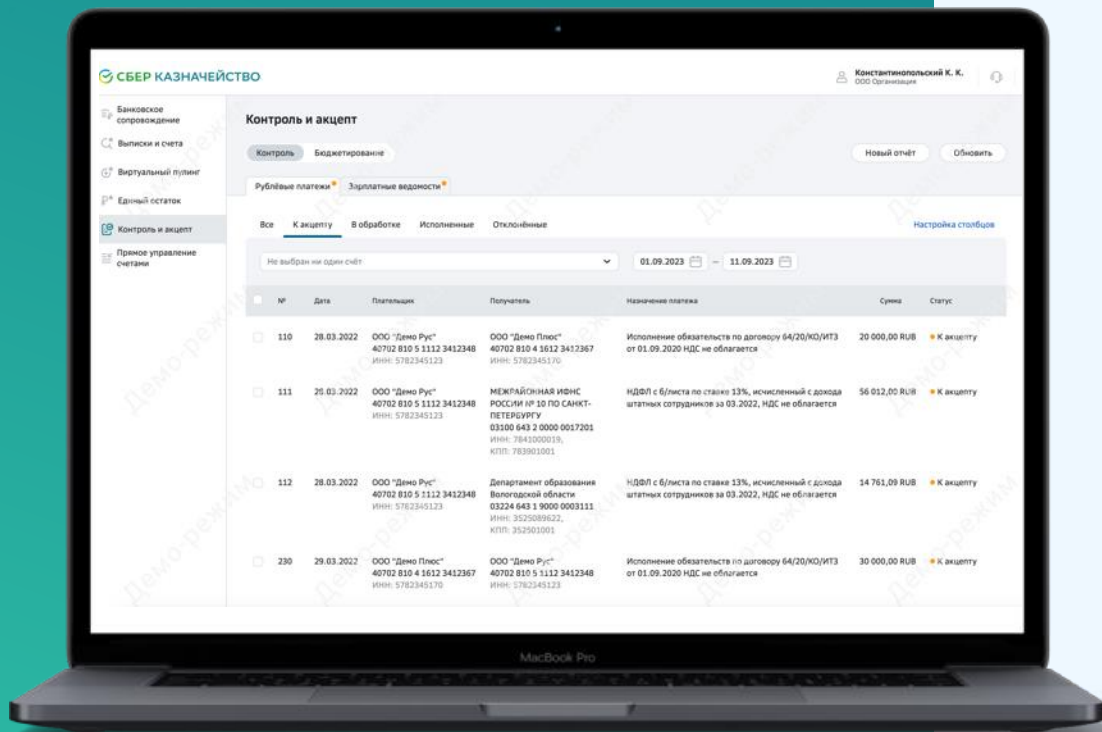 СБЕР КАЗНАЧЕЙСТВО
Константинопольский К. К.
ООО Организация
Банковское
сопровождение
Выписки и счета
Виртуальный пулинг
Единый остаток
Контроль и акцепт
Прямое управление
счетами
Контроль и акцепт
Контроль Бюджетирование
Новый отчёт Обновить
Рублёвые платежи Зарплатные ведомости
Все К акцепту В обработке Исполненные Отклонённые
Настройка столбцов
Не выбран ни один счёт 01.09.2023 – 11.09.2023
№ Дата Плательщик Получатель Назначение платежа Сумма Статус
110 28.03.2022 ООО "Демо Рус" ООО "Демо Плюс" Исполнение обязательств по договору 64/20/КО/ИТЗ 20 000,00 RUB К акцепту
40702 810 5 1112 3412348 40702 810 4 1612 3412367 от 01.09.2020 НДС не облагается
ИНН: 5782345123 ИНН: 5782345170
111 28.03.2022 ООО "Демо Рус" МЕЖРАЙОННАЯ ИФНС НДФЛ с б/листа по ставке 13%, исчисленный с дохода 56 012,00 RUB К акцепту
40702 810 5 1112 3412348 РОССИИ № 10 ПО САНКТ- штатных сотрудников за 03.2022, НДС не облагается
ИНН: 5782345123 ПЕТЕРБУРГУ
03100 643 2 0000 0017201
ИНН: 7841000019,
КПП: 783901001
112 28.03.2022 ООО "Демо Рус" Департамент образования НДФЛ с б/листа по ставке 13%, исчисленный с дохода 14 761,09 RUB К акцепту
40702 810 5 1112 3412348 Вологодской области штатных сотрудников за 03.2022, НДС не облагается
ИНН: 5782345123 03224 643 1 9000 0003111
ИНН: 3525089622,
КПП: 352501001
230 29.03.2022 ООО "Демо Плюс" ООО "Демо Рус" Исполнение обязательств по договору 64/20/КО/ИТЗ 30 000,00 RUB К акцепту
40702 810 4 1612 3412367 40702 810 5 1112 3412348 от 01.09.2020 НДС не облагается
ИНН: 5782345170 ИНН: 5782345123
Демо-режим
MacBook Pro